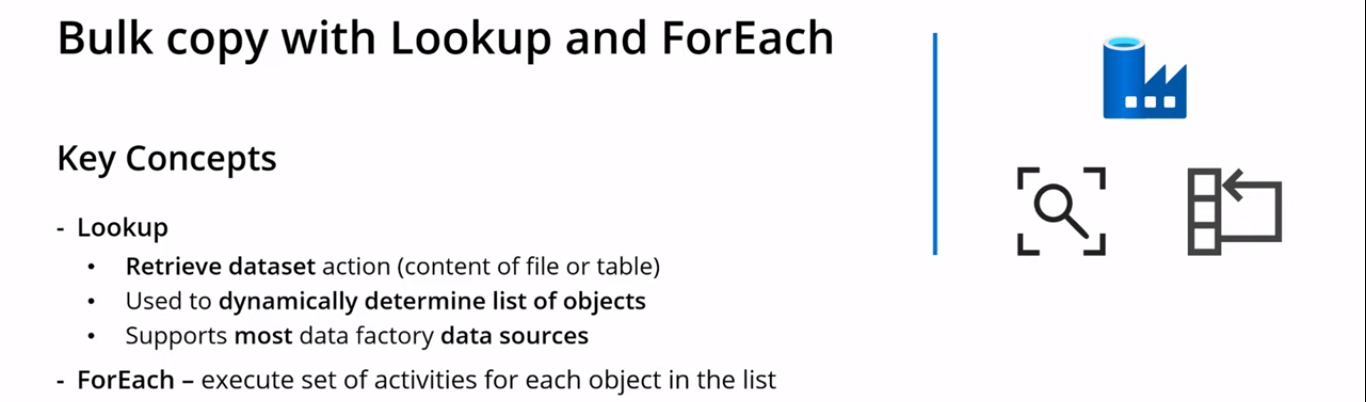 Bulk copy with Lookup and ForEach
Key Concepts
- Lookup
• Retrieve dataset action (content of file or table)
• Used to dynamically determine list of objects
• Supports most data factory data sources
- ForEach – execute set of activities for each object in the list